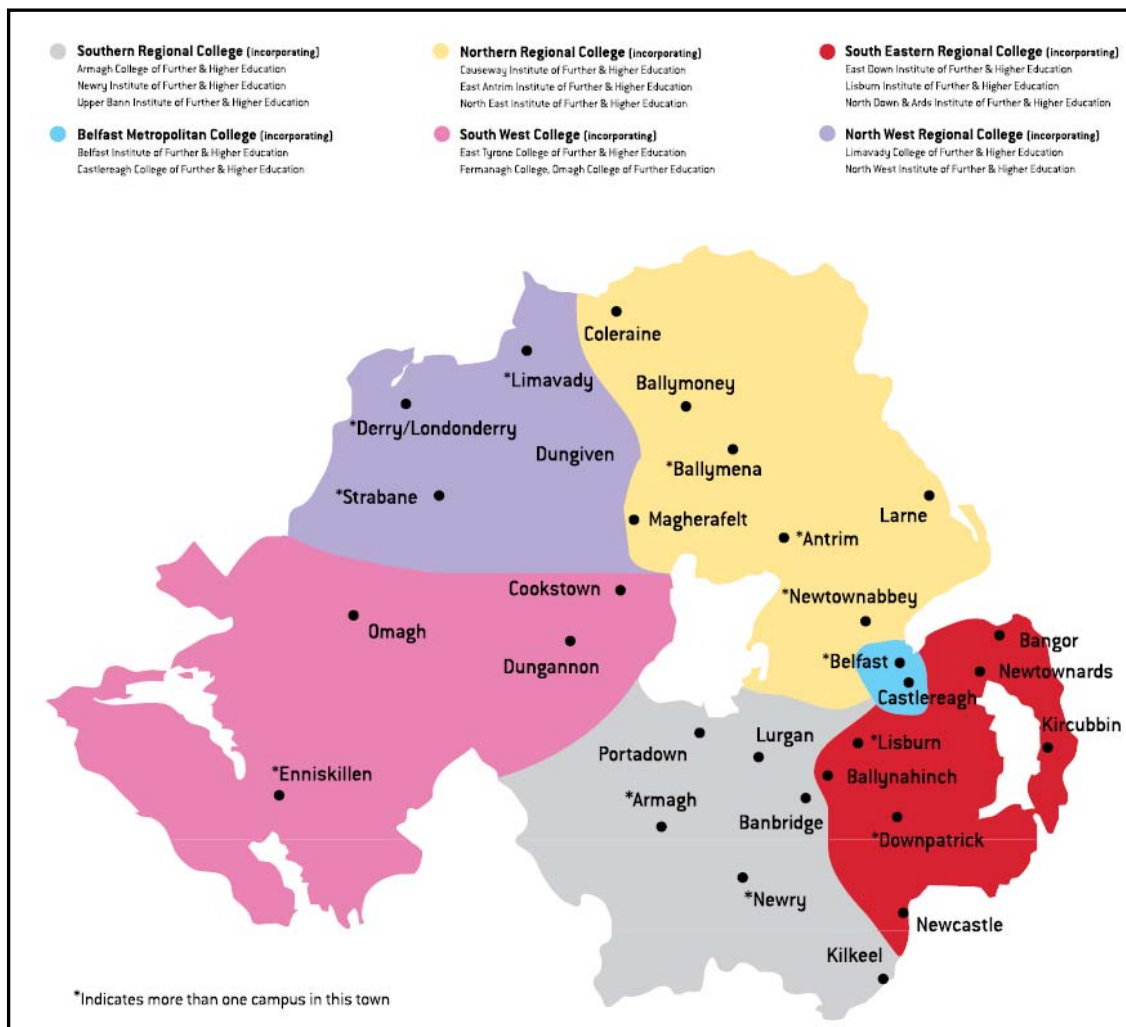 Southern Regional College (incorporating)
Armagh College of Further & Higher Education
Newry Institute of Further & Higher Education
Upper Bann Institute of Further & Higher Education
Northern Regional College (incorporating)
Causeway Institute of Further & Higher Education
East Antrim Institute of Further & Higher Education
North East Institute of Further & Higher Education
South Eastern Regional College (incorporating)
East Down Institute of Further & Higher Education
Lisburn Institute of Further & Higher Education
North Down & Ards Institute of Further & Higher Education
Belfast Metropolitan College (incorporating)
Belfast Institute of Further & Higher Education
Castlereagh College of Further & Higher Education
South West College (incorporating)
East Tyrone College of Further & Higher Education
Fermanagh College, Omagh College of Further Education
North West Regional College (incorporating)
Limavady College of Further & Higher Education
North West Institute of Further & Higher Education
Coleraine
*Limavady
Ballymoney
*Derry/Londonderry
Dungiven
*Ballymena
*Strabane
Magherafelt
Larne
*Antrim
Cookstown
*Newtownabbey
Omagh
Dungannon
Bangor
*Belfast
Newtownards
Castlereagh
Kircubbin
Portadown
Lurgan
*Lisburn
*Enniskillen
Ballynahinch
*Armagh
Banbridge
*Downpatrick
*Newry
Newcastle
Kilkeel
*Indicates more than one campus in this town